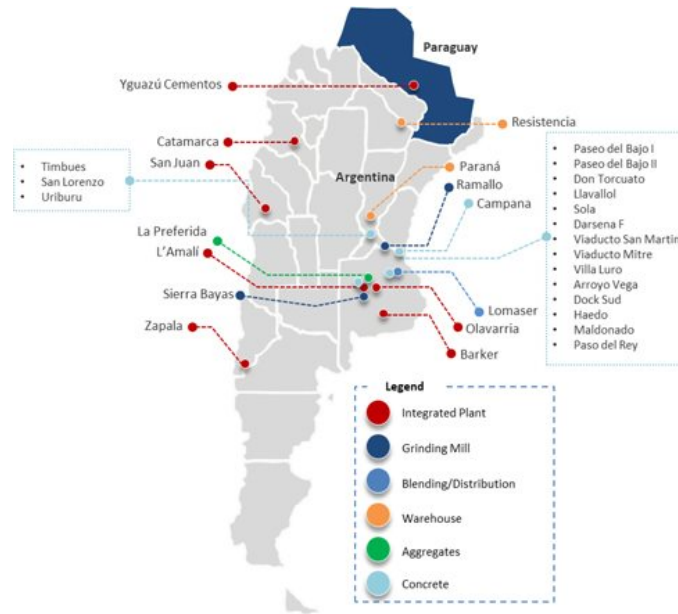 Paraguay
Yguazú Cementos
Resistencia
Catamarca
San Juan
• Timbues
• San Lorenzo
• Uriburu
Argentina
Paraná
Ramallo
Campana
• Paseo del Bajo I
• Paseo del Bajo II
• Don Torcuato
• Llavallol
• Sola
• Darsena F
• Viaducto San Martin
• Viaducto Mitre
• Villa Luro
• Arroyo Vega
• Dock Sud
• Haedo
• Maldonado
• Paso del Rey
La Preferida
L'Amalí
Sierra Bayas
Zapala
Lomaser
Olavarria
Barker
Legend
Integrated Plant
Grinding Mill
Blending/Distribution
Warehouse
Aggregates
Concrete